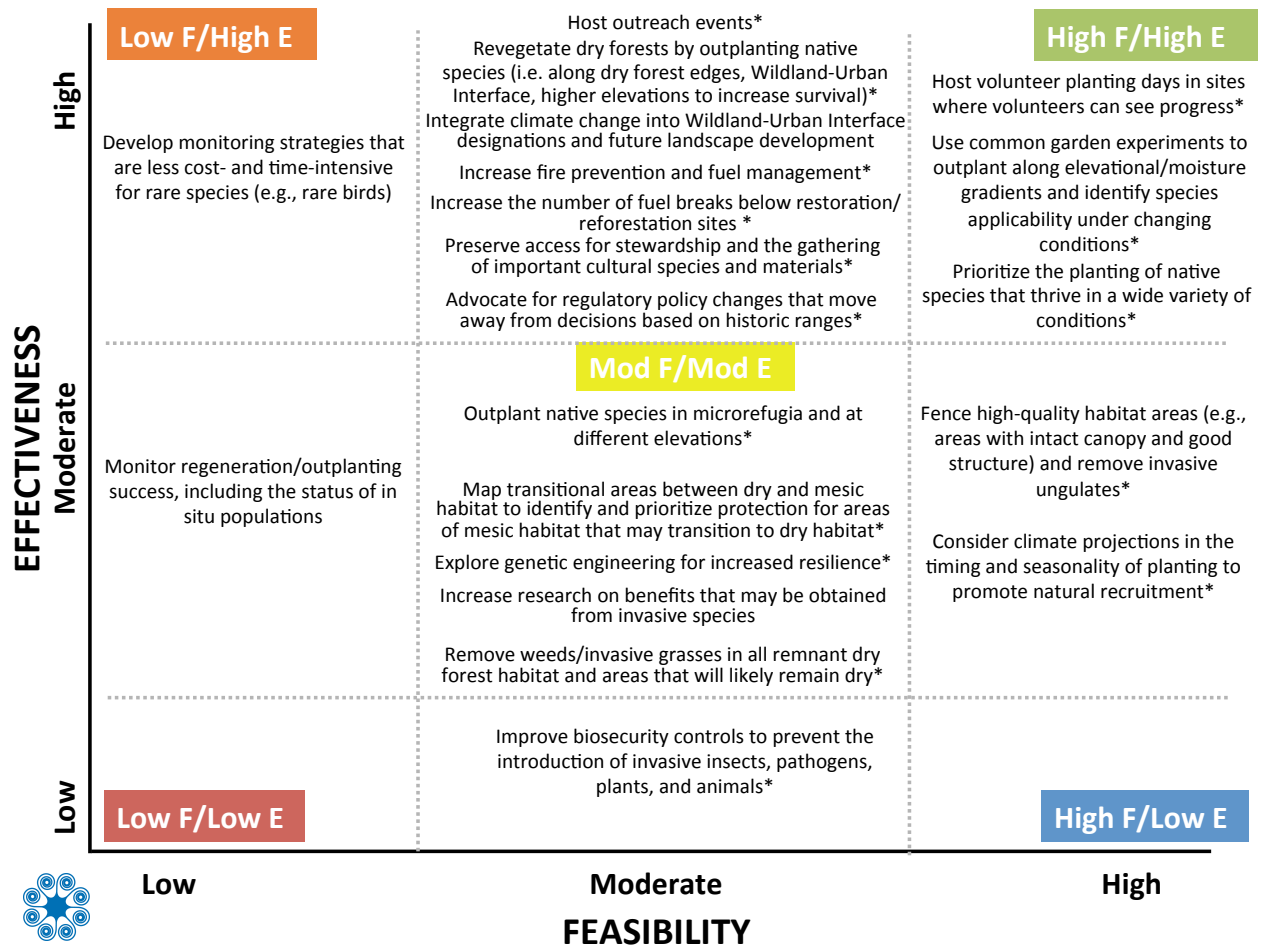 Low F/High E
Host outreach events*
Revegetate dry forests by outplanting native
species (i.e. along dry forest edges, Wildland-Urban
Interface, higher elevations to increase survival)*
Integrate climate change into Wildland-Urban Interface
designations and future landscape development
Increase fire prevention and fuel management*
Increase the number of fuel breaks below restoration/
reforestation sites *
Preserve access for stewardship and the gathering
of important cultural species and materials*
Advocate for regulatory policy changes that move
away from decisions based on historic ranges*
High F/High E
Host volunteer planting days in sites
where volunteers can see progress*
Use common garden experiments to
outplant along elevational/moisture
gradients and identify species
applicability under changing
conditions*
Prioritize the planting of native
species that thrive in a wide variety of
conditions*
High
Develop monitoring strategies that
are less cost- and time-intensive
for rare species (e.g., rare birds)
EFFECTIVENESS
Moderate
Monitor regeneration/outplanting
success, including the status of in
situ populations
Mod F/Mod E
Outplant native species in microrefugia and at
different elevations*
Map transitional areas between dry and mesic
habitat to identify and prioritize protection for areas
of mesic habitat that may transition to dry habitat*
Explore genetic engineering for increased resilience*
Increase research on benefits that may be obtained
from invasive species
Remove weeds/invasive grasses in all remnant dry
forest habitat and areas that will likely remain dry*
Fence high-quality habitat areas (e.g.,
areas with intact canopy and good
structure) and remove invasive
ungulates*
Consider climate projections in the
timing and seasonality of planting to
promote natural recruitment*
Low
Low F/Low E
Improve biosecurity controls to prevent the
introduction of invasive insects, pathogens,
plants, and animals*
High F/Low E
Low
Moderate
High
FEASIBILITY